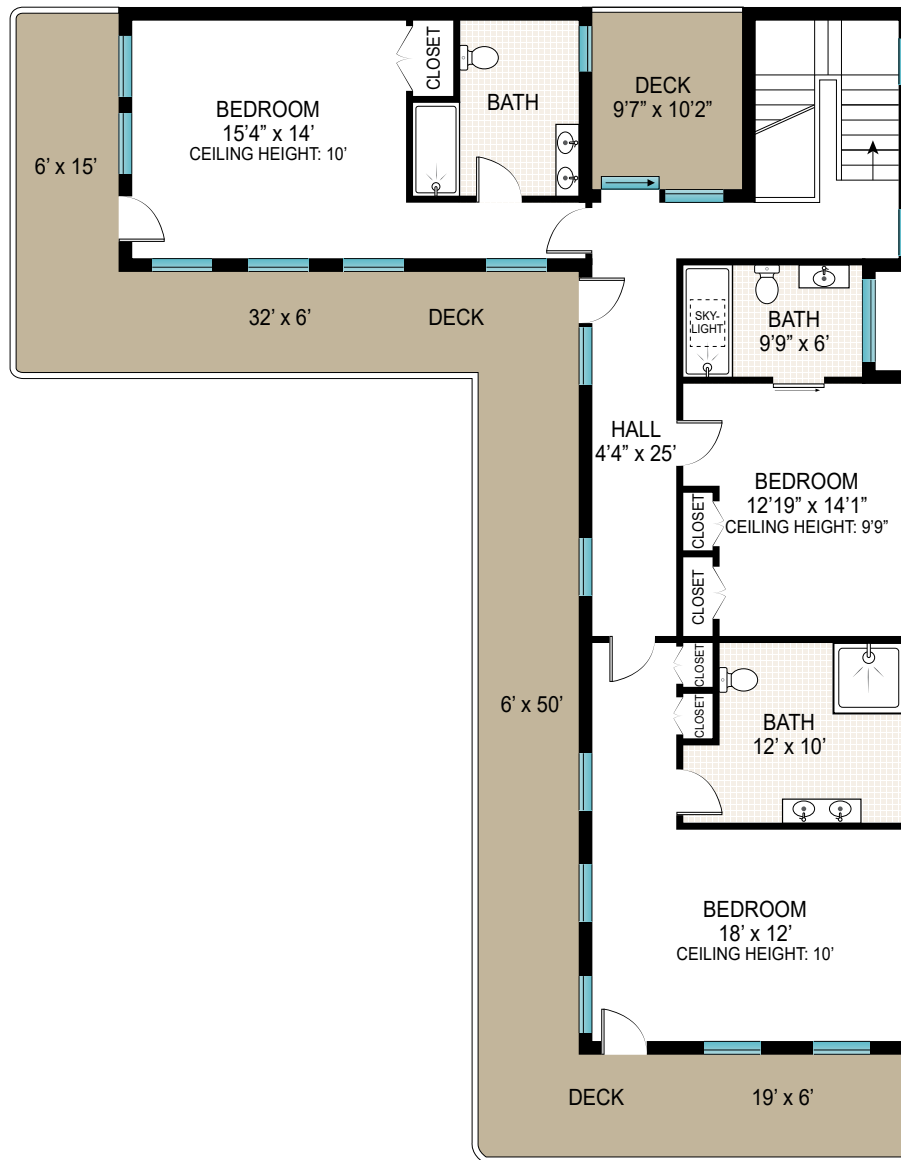 BEDROOM
15'4” x 14'
CEILING HEIGHT: 10'
CLOSET
BATH
DECK
9'7” x 10'2”
6' x 15'
32' x 6'
DECK
SKY-
LIGHT
BATH
9'9” x 6'
HALL
4'4” x 25'
BEDROOM
12'19” x 14'1”
CEILING HEIGHT: 9'9”
CLOSET
CLOSET
CLOSET
CLOSET
6' x 50'
BATH
12' x 10'
BEDROOM
18' x 12'
CEILING HEIGHT: 10'
DECK
19' x 6'